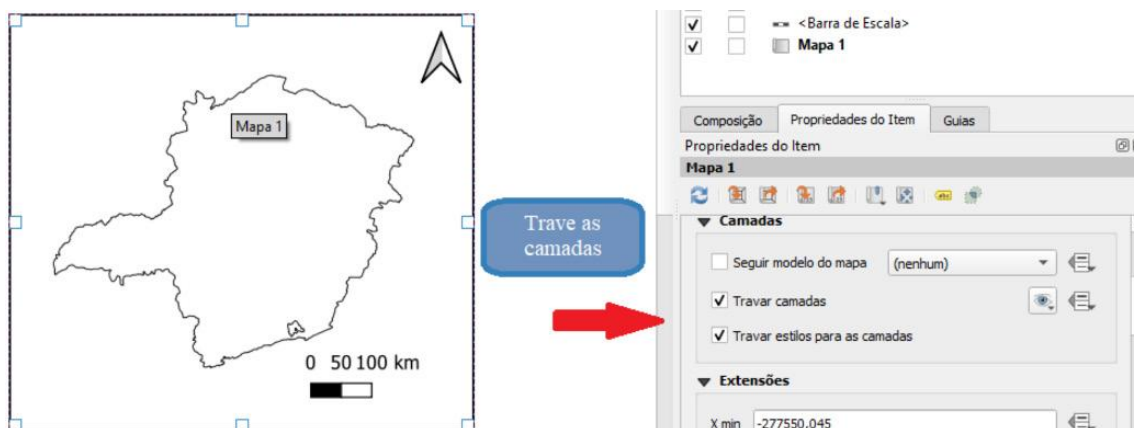 Mapa 1
0 50 100 km
Trave as
camadas
<Barra de Escala>
Mapa 1
Composição Propriedades do Item Guias
Propriedades do Item
Mapa 1
abc
Camadas
Seguir modelo do mapa (nenhum)
Travar camadas
Travar estilos para as camadas
Extensões
X min -277550,045